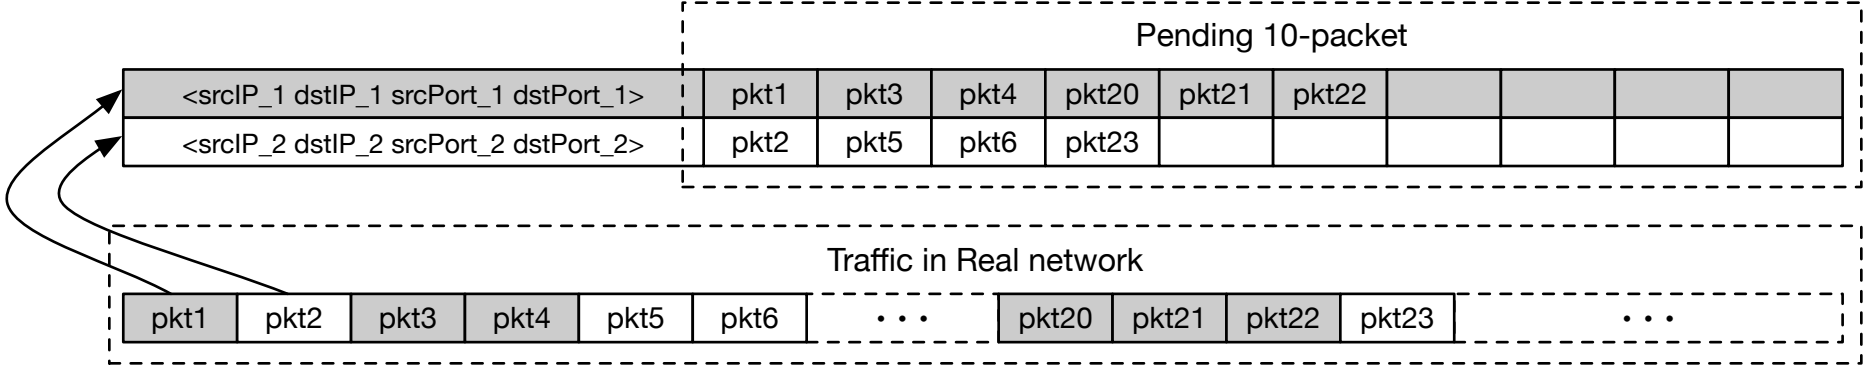 Pending 10-packet
<srcIP_1 dstIP_1 srcPort_1 dstPort_1> pkt1 pkt3 pkt4 pkt20 pkt21 pkt22
<srcIP_2 dstIP_2 srcPort_2 dstPort_2> pkt2 pkt5 pkt6 pkt23
Traffic in Real network
pkt1 pkt2 pkt3 pkt4 pkt5 pkt6 ... pkt20 pkt21 pkt22 pkt23 ...